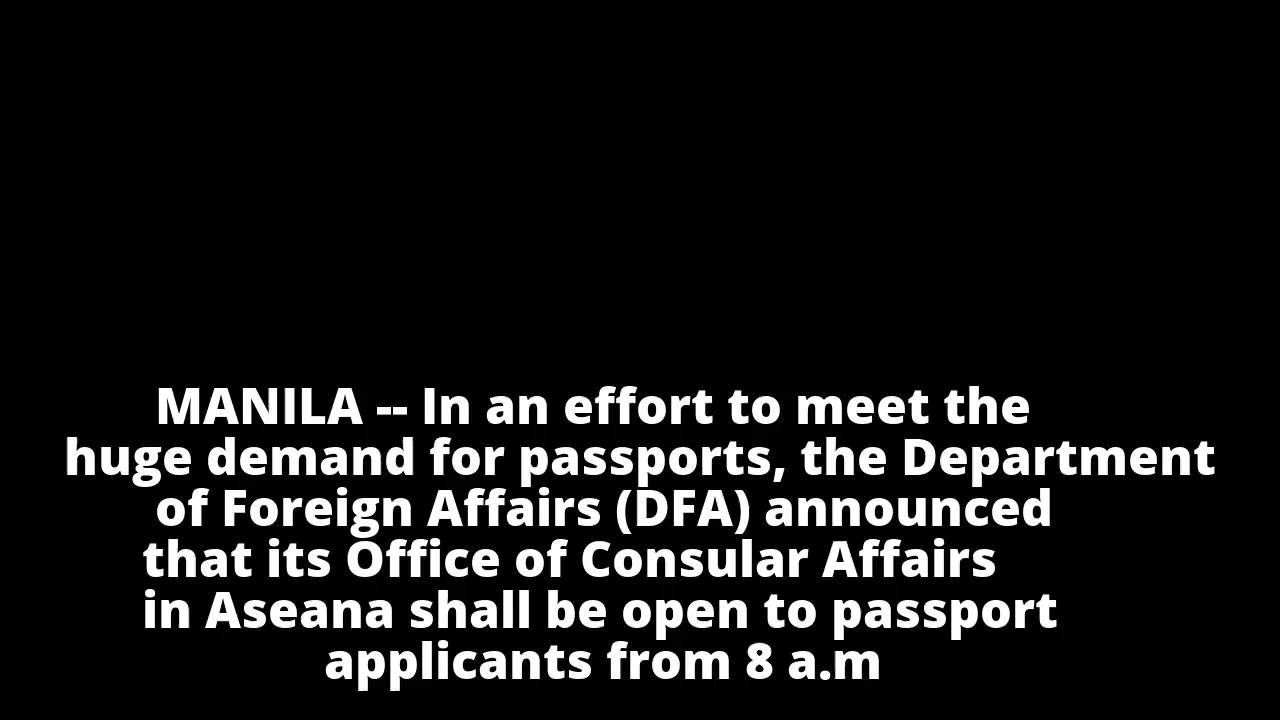 MANILA -- In an effort to meet the
huge demand for passports, the Department
of Foreign Affairs (DFA) announced
that its Office of Consular Affairs
in Aseana shall be open to passport
applicants from 8 a.m